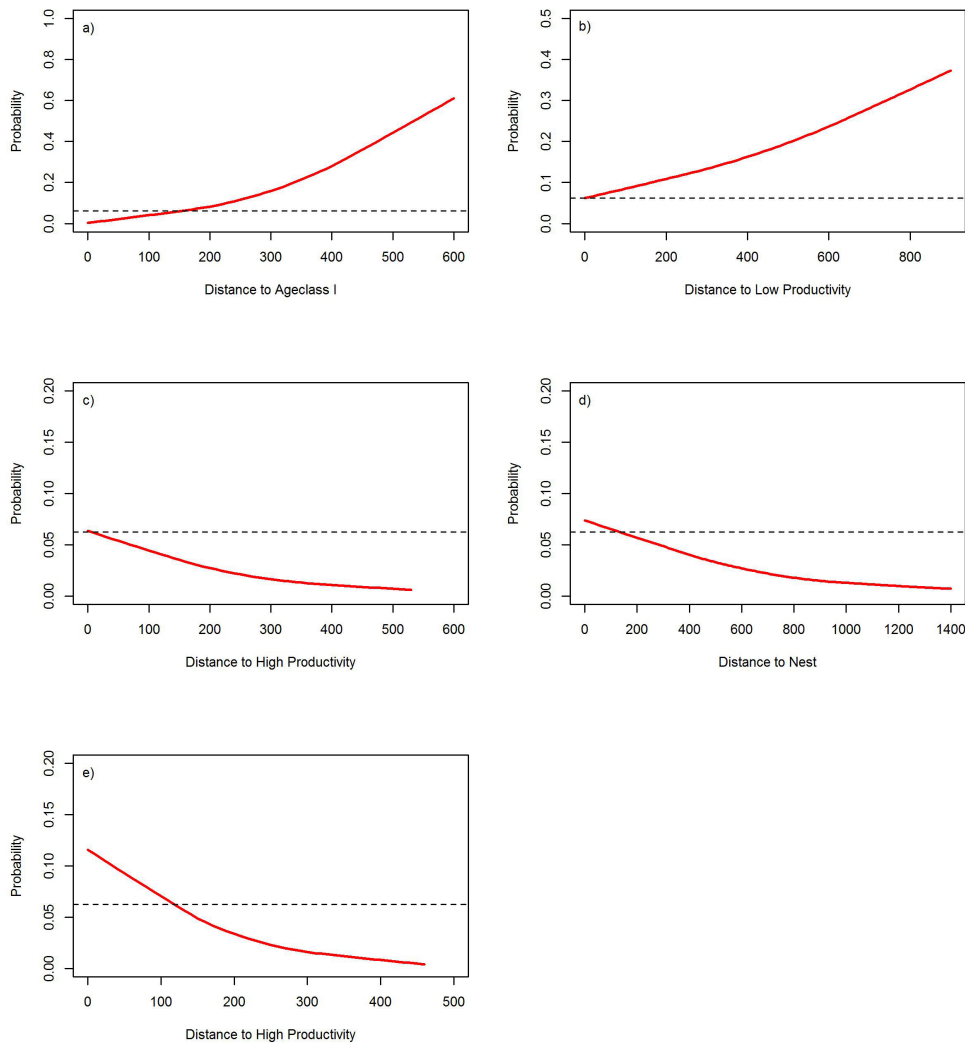 a)
Probability
0.0 0.2 0.4 0.6 0.8 1.0
0 100 200 300 400 500 600
Distance to Ageclass I
b)
Probability
0.0 0.1 0.2 0.3 0.4 0.5
0 200 400 600 800
Distance to Low Productivity
c)
Probability
0.00 0.05 0.10 0.15 0.20
0 100 200 300 400 500 600
Distance to High Productivity
d)
Probability
0.00 0.05 0.10 0.15 0.20
0 200 400 600 800 1000 1200 1400
Distance to Nest
e)
Probability
0.00 0.05 0.10 0.15 0.20
0 100 200 300 400 500
Distance to High Productivity